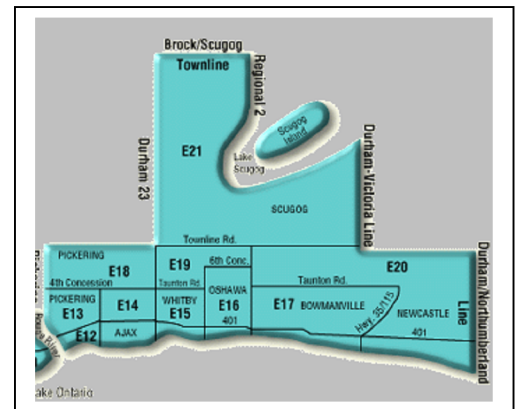 Brock/Scugog
Townline
Regional 2
Scugog
Island
Durham 23
E21
Lake
Scugog
Durham-Victoria Line
SCUGOG
Townline Rd.
PICKERING
E18
E19
6th Conc.
E20
4th Concession
Taunton Rd.
OSHAWA
Taunton Rd.
Durham/Northumberland
Line
PICKERING
E13
E14
WHITBY
E15
E16
E17
BOWMANVILLE
Hwy. 35/115
NEWCASTLE
E12
AJAX
401
401
ake Ontario